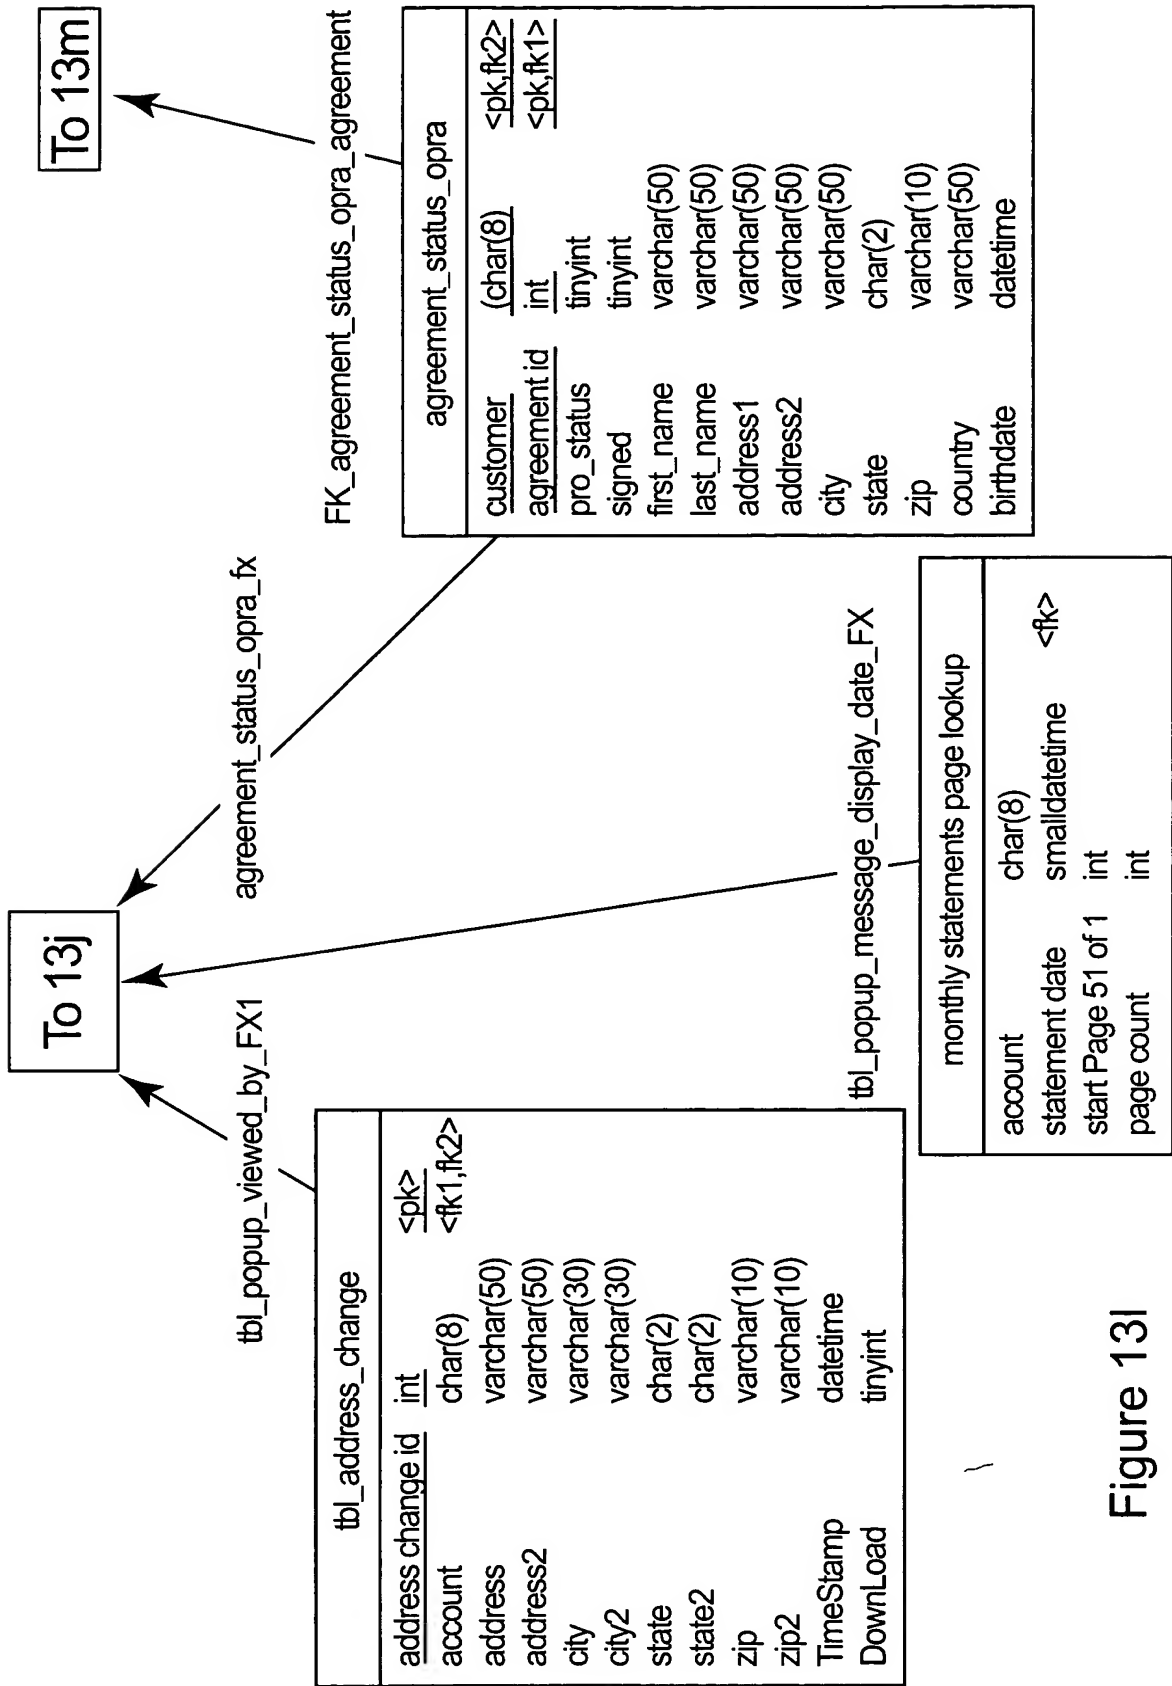 To 13j
To 13m
tbl_popup_viewed_by_FX1
agreement_status_opra_fx
FK_agreement_status_opra_agreement
tbl_popup_message_display_date_FX
tbl_address_change
address change id int <pk>
account char(8) <fk1,fk2>
address varchar(50)
address2 varchar(50)
city varchar(30)
city2 varchar(30)
state char(2)
state2 char(2)
zip varchar(10)
zip2 varchar(10)
TimeStamp datetime
DownLoad tinyint
monthly statements page lookup
account char(8)
statement date smalldatetime <fk>
start Page 51 of 1 int
page count int
agreement_status_opra
customer (char(8) <pk,fk2>
agreement id int <pk,fk1>
pro_status tinyint
signed tinyint
first_name varchar(50)
last_name varchar(50)
address1 varchar(50)
address2 varchar(50)
city varchar(50)
state char(2)
zip varchar(10)
country varchar(50)
birthdate datetime
Figure 13l